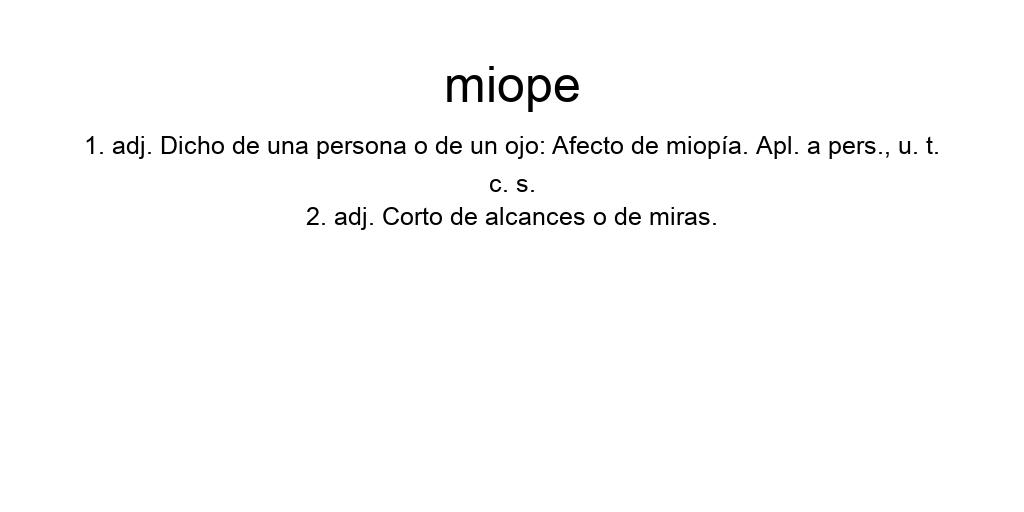 miope
1. adj. Dicho de una persona o de un ojo: Afecto de miopía. Apl. a pers., u. t.
c. s.
2. adj. Corto de alcances o de miras.